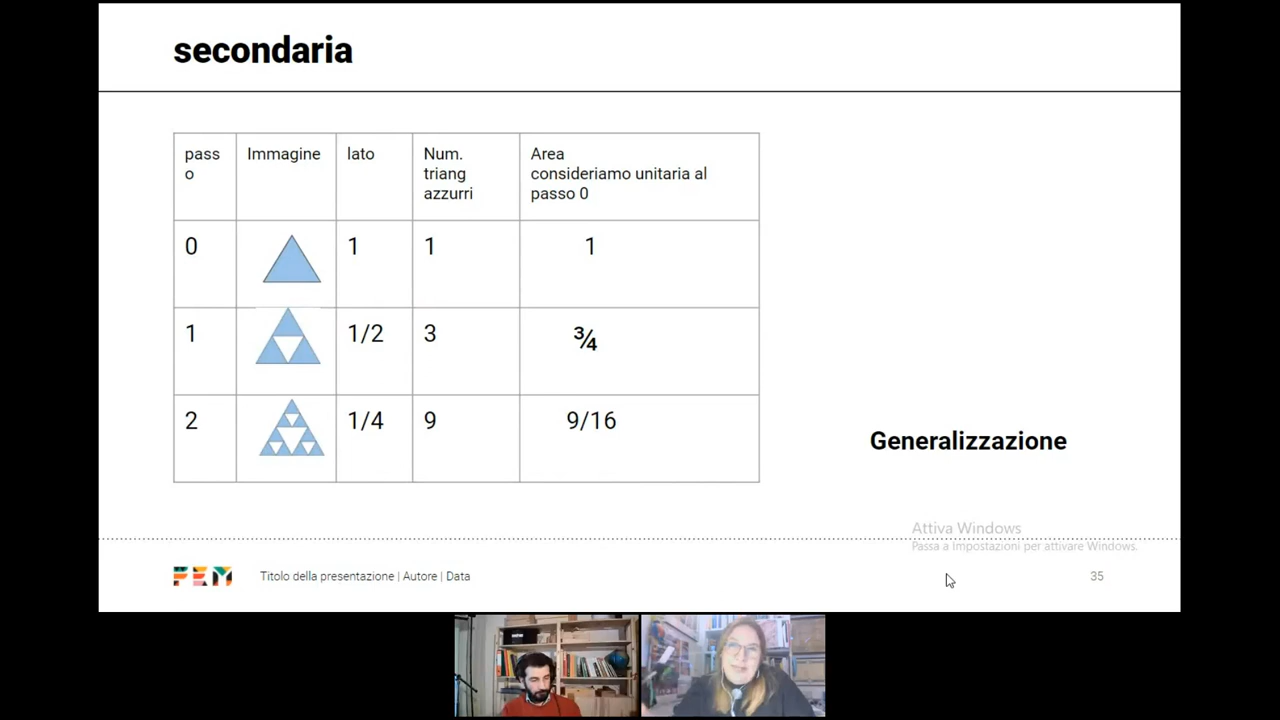 secondaria
pass
o
Immagine
lato
Num.
triang
azzurri
Area
consideriamo unitaria al
passo 0
0
1
1
1
1
1/2
3
¾
2
1/4
9
9/16
Generalizzazione
Attiva Windows
Passa a Impostazioni per attivare Windows.
FEM
Titolo della presentazione | Autore | Data
35